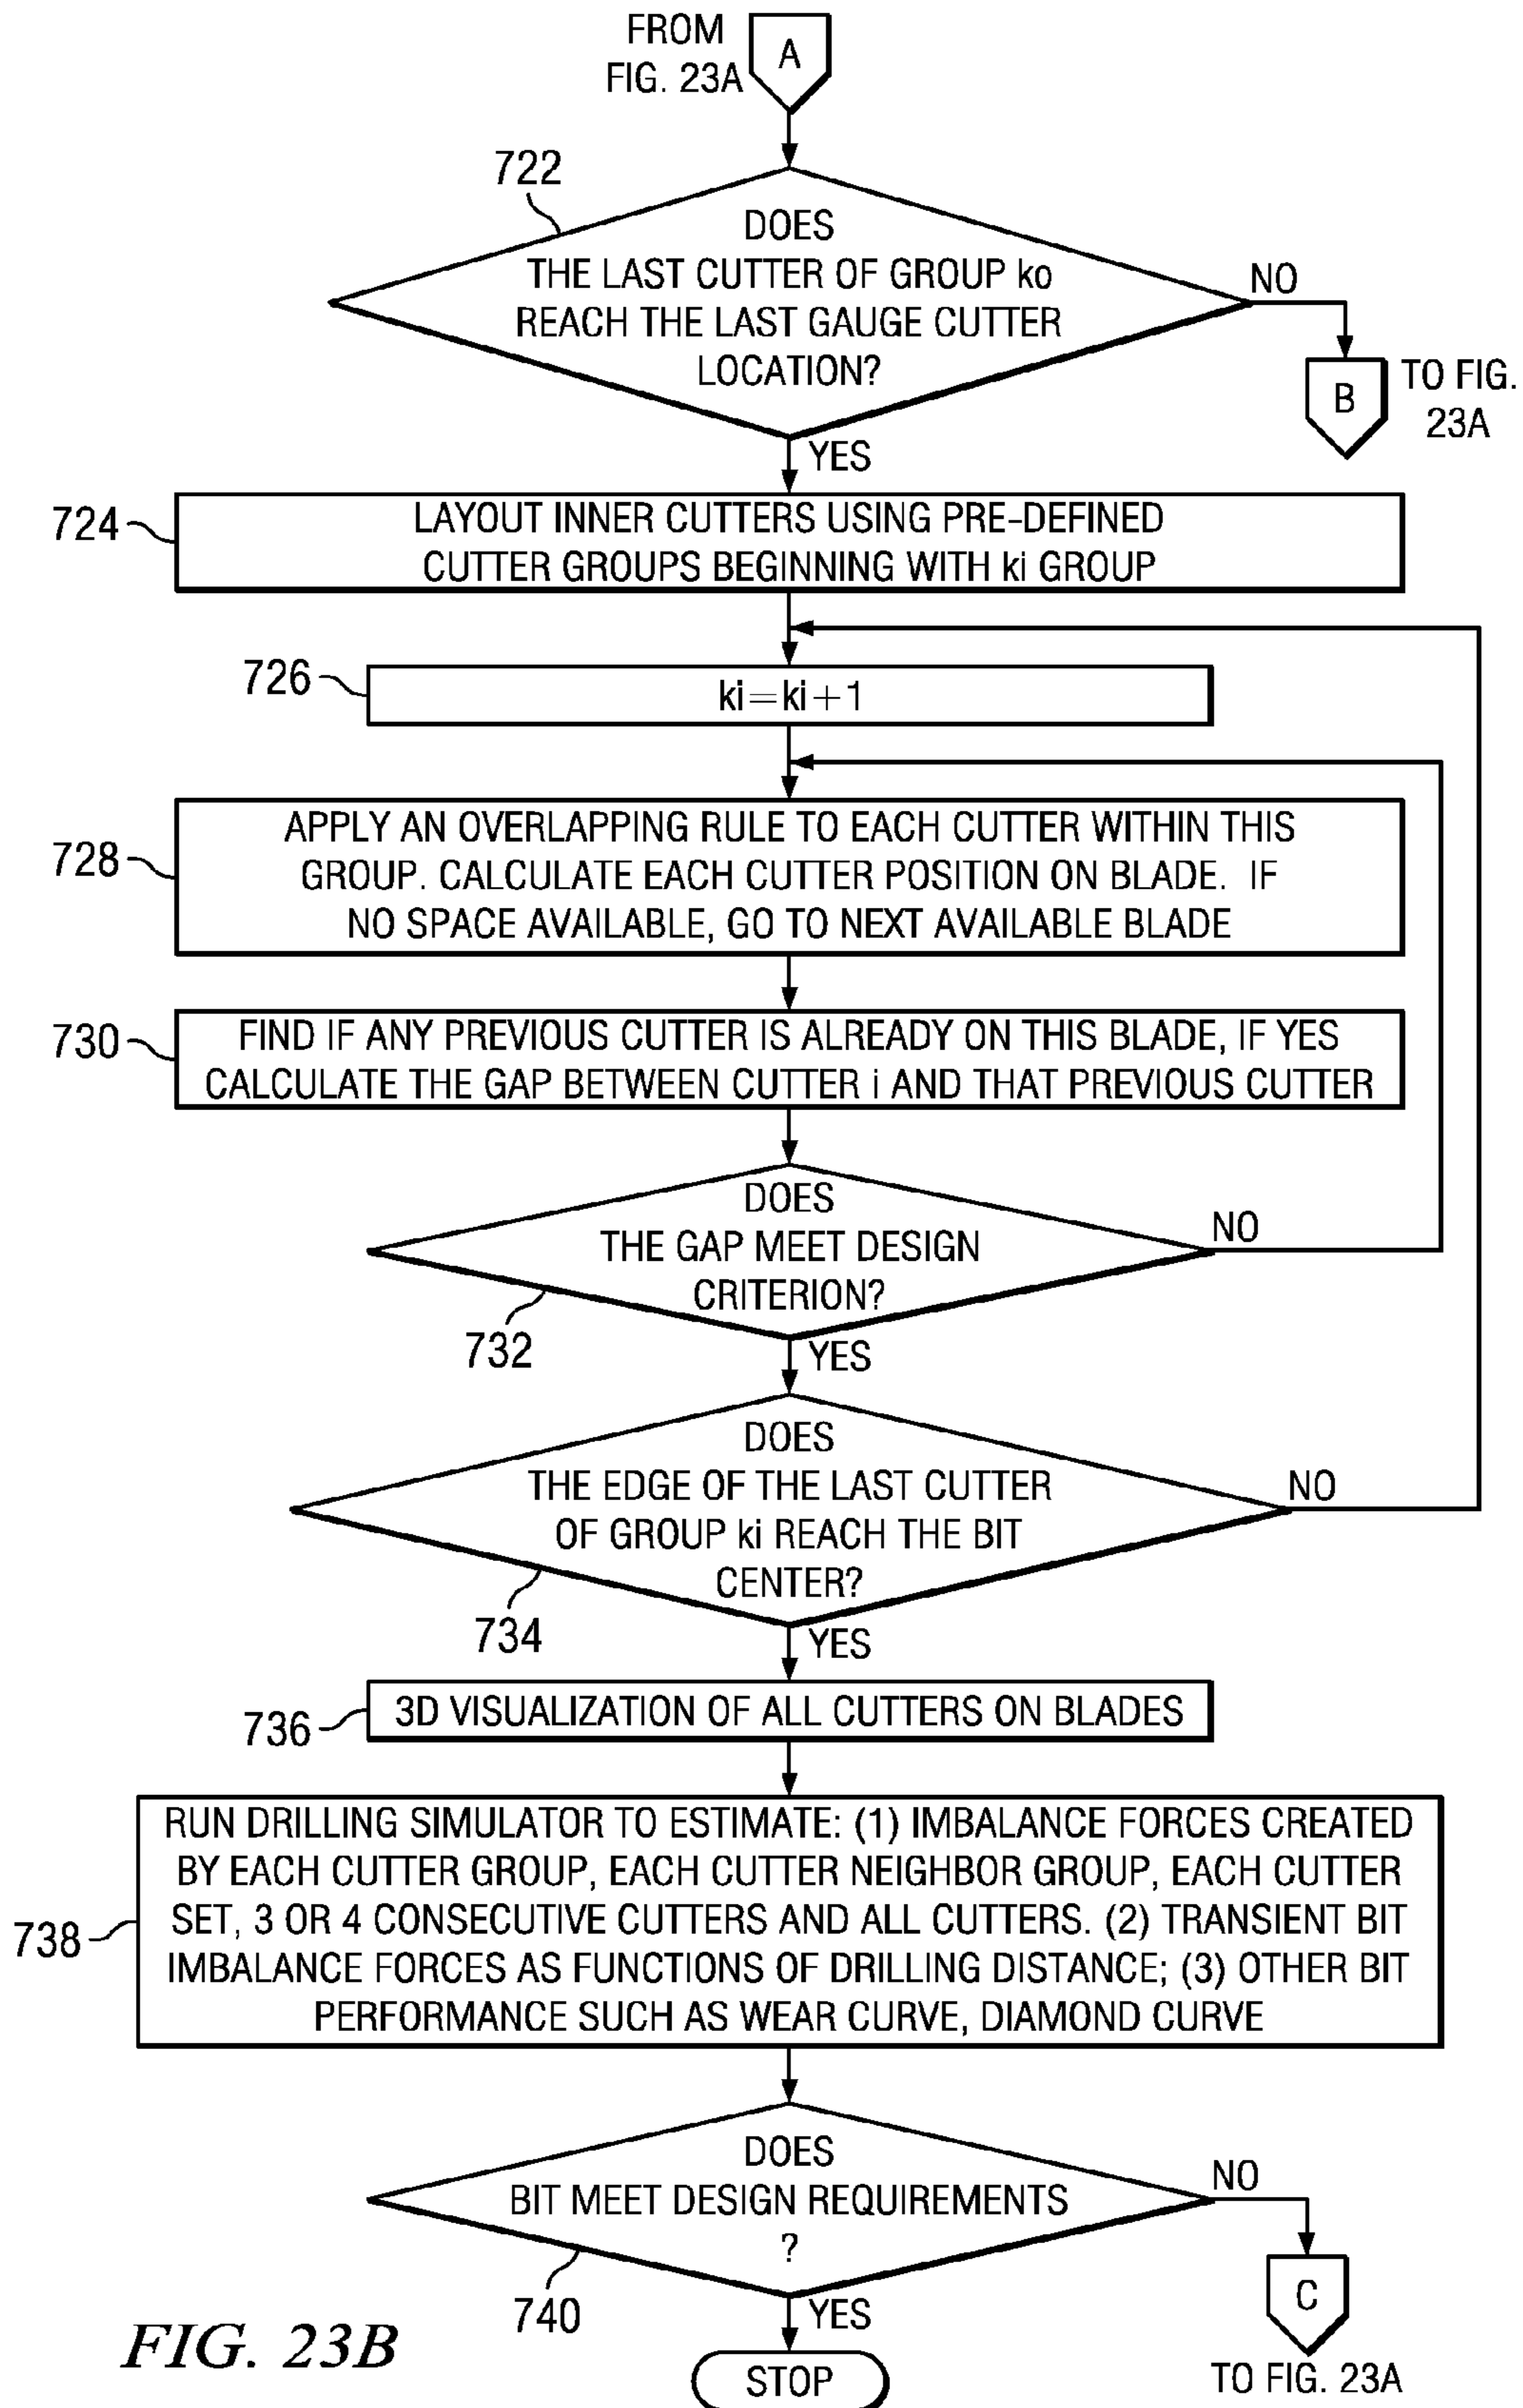 FROM
FIG. 23A
A
722
DOES
THE LAST CUTTER OF GROUP ko
REACH THE LAST GAUGE CUTTER
LOCATION?
NO
B
TO FIG.
23A
YES
724
LAYOUT INNER CUTTERS USING PRE-DEFINED
CUTTER GROUPS BEGINNING WITH ki GROUP
726
ki=ki+1
728
APPLY AN OVERLAPPING RULE TO EACH CUTTER WITHIN THIS
GROUP. CALCULATE EACH CUTTER POSITION ON BLADE. IF
NO SPACE AVAILABLE, GO TO NEXT AVAILABLE BLADE
730
FIND IF ANY PREVIOUS CUTTER IS ALREADY ON THIS BLADE, IF YES
CALCULATE THE GAP BETWEEN CUTTER i AND THAT PREVIOUS CUTTER
DOES
THE GAP MEET DESIGN
CRITERION?
NO
732
YES
DOES
THE EDGE OF THE LAST CUTTER
OF GROUP ki REACH THE BIT
CENTER?
NO
734
YES
736
3D VISUALIZATION OF ALL CUTTERS ON BLADES
738
RUN DRILLING SIMULATOR TO ESTIMATE: (1) IMBALANCE FORCES CREATED
BY EACH CUTTER GROUP, EACH CUTTER NEIGHBOR GROUP, EACH CUTTER
SET, 3 OR 4 CONSECUTIVE CUTTERS AND ALL CUTTERS. (2) TRANSIENT BIT
IMBALANCE FORCES AS FUNCTIONS OF DRILLING DISTANCE; (3) OTHER BIT
PERFORMANCE SUCH AS WEAR CURVE, DIAMOND CURVE
DOES
BIT MEET DESIGN REQUIREMENTS
?
NO
740
YES
C
TO FIG. 23A
STOP
FIG. 23B